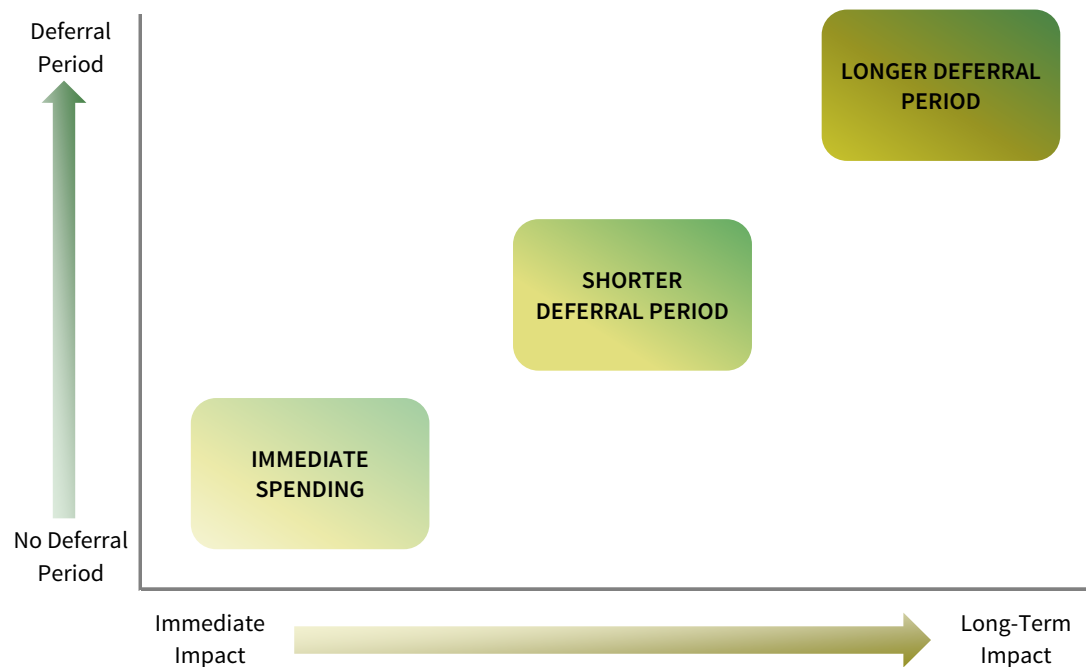 Deferral
Period
LONGER DEFERRAL
PERIOD
SHORTER
DEFERRAL PERIOD
IMMEDIATE
SPENDING
No Deferral
Period
Immediate
Impact
Long-Term
Impact